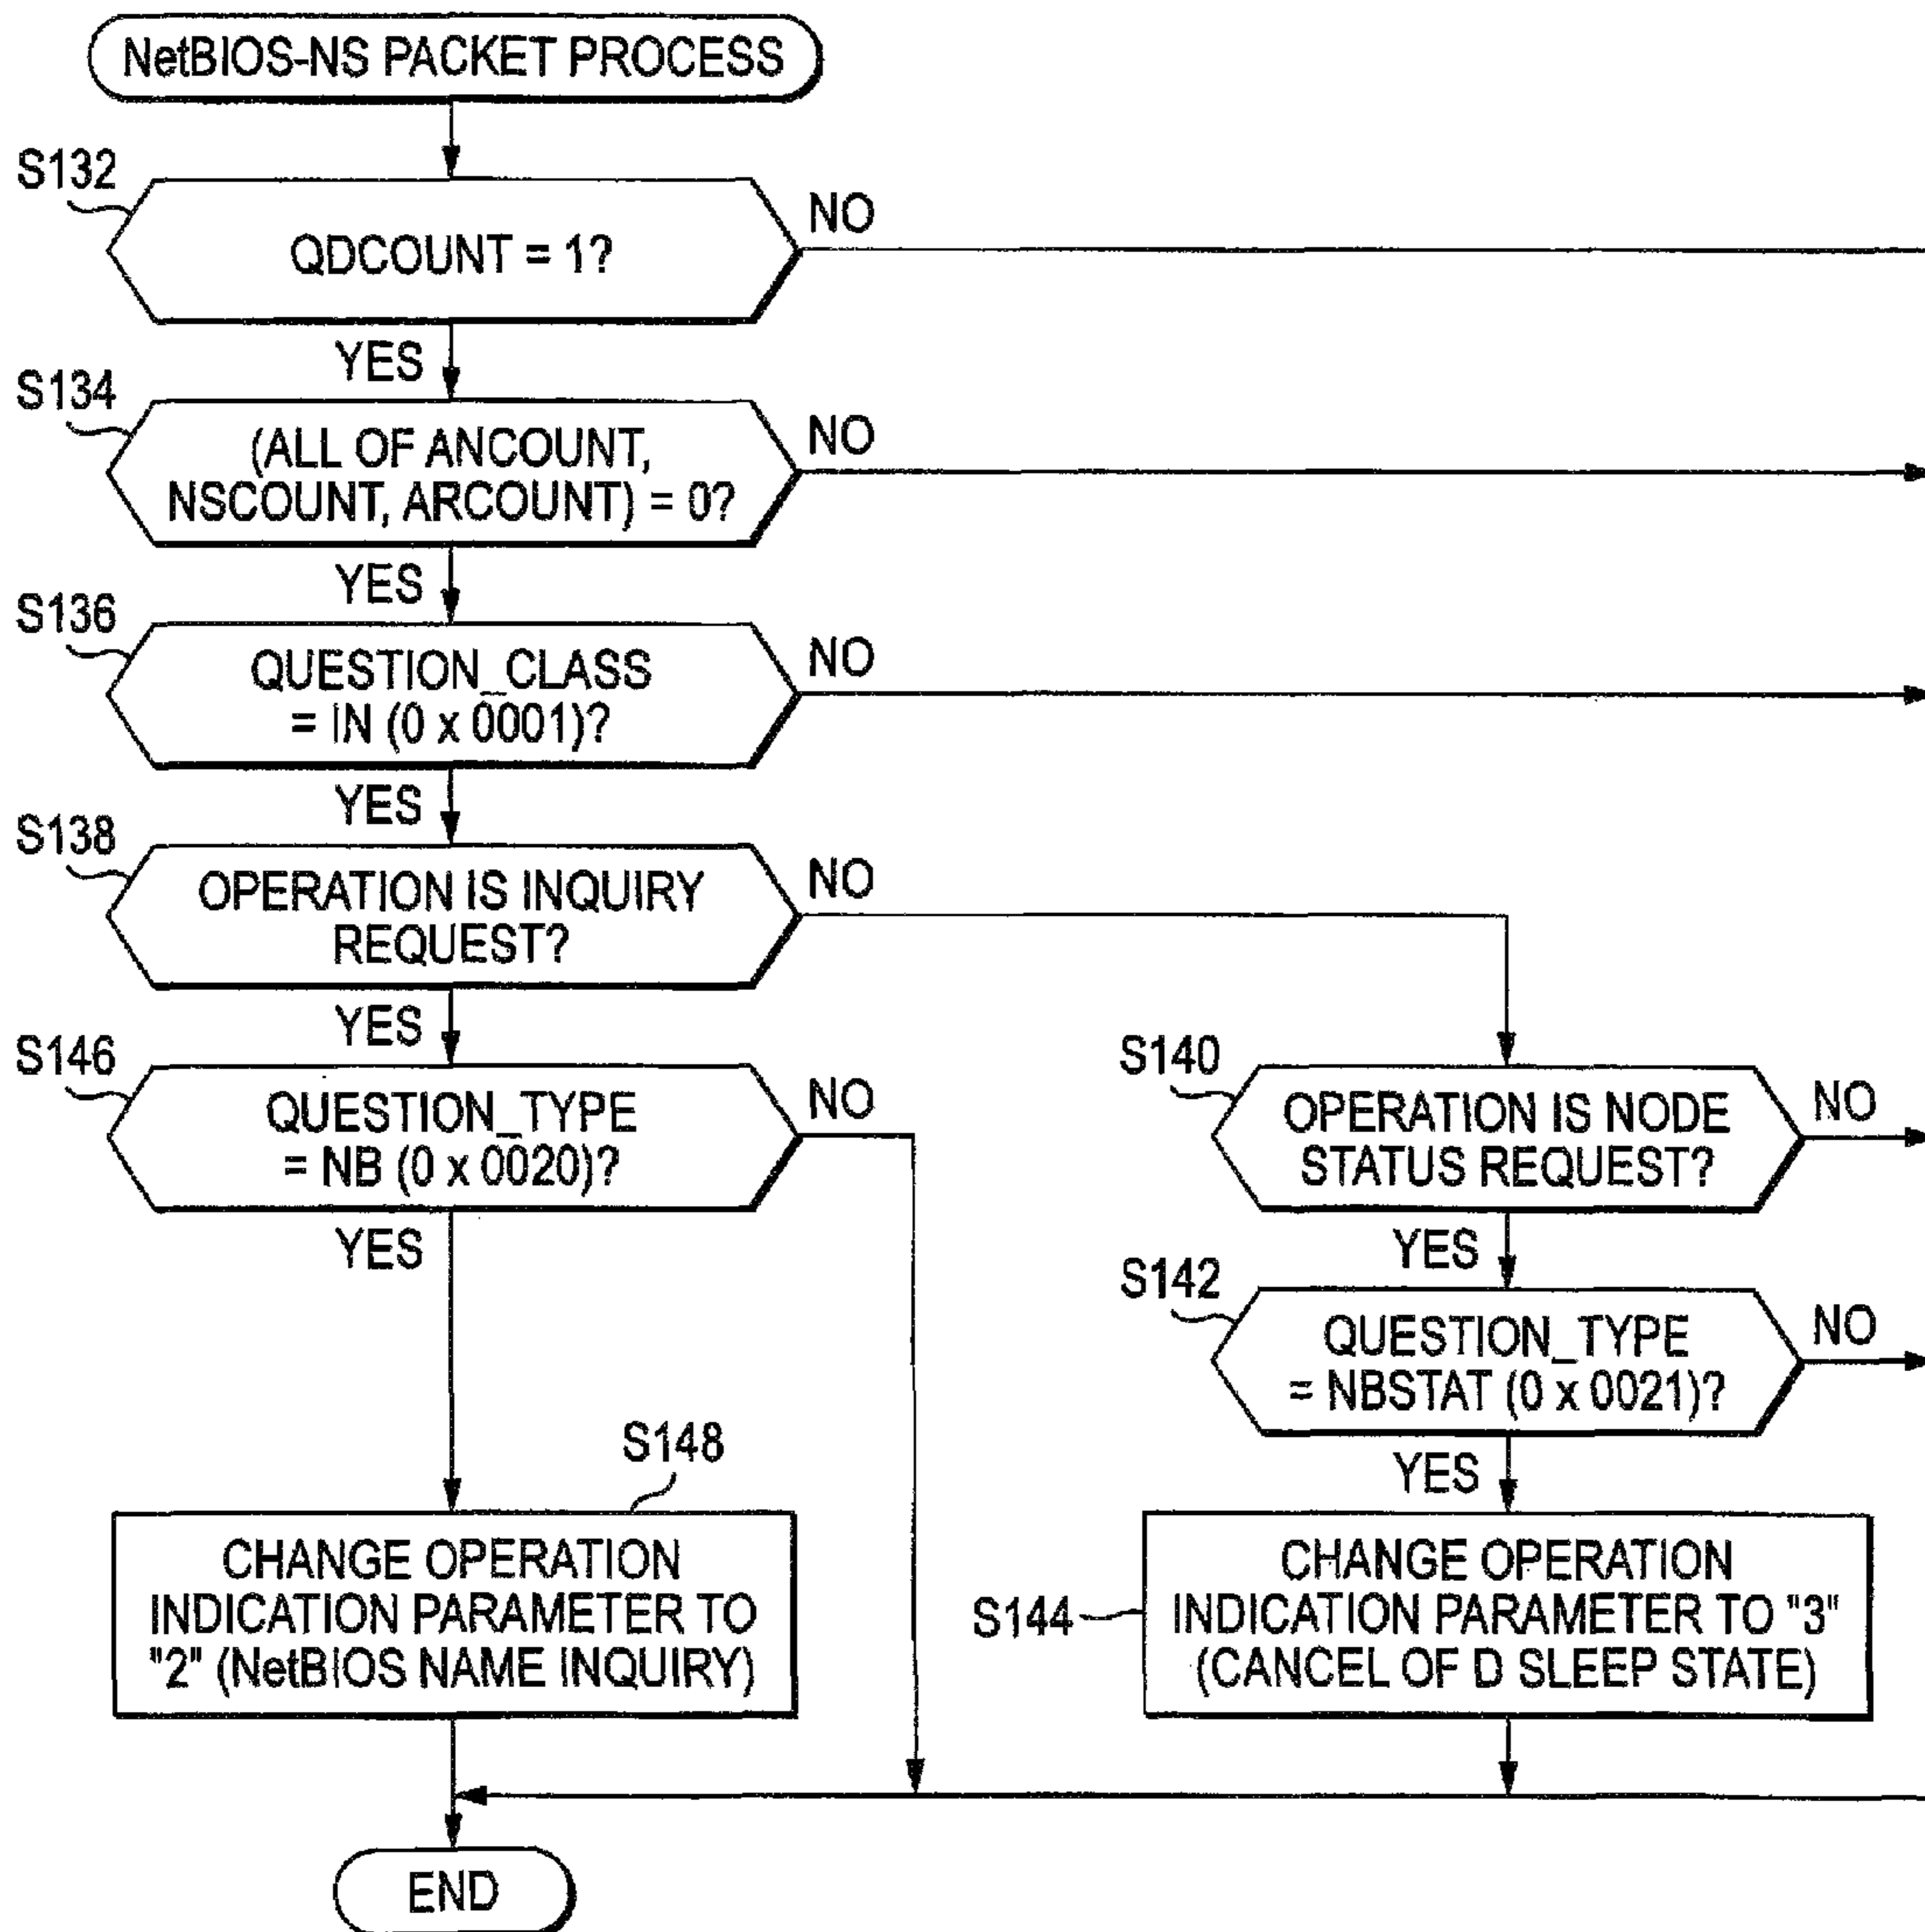 NetBIOS-NS PACKET PROCESS
S132
QDCOUNT = 1?
NO
YES
S134
(ALL OF ANCOUNT,
NSCOUNT, ARCOUNT) = 0?
NO
YES
S136
QUESTION_CLASS
= IN (0 x 0001)?
NO
YES
S138
OPERATION IS INQUIRY
REQUEST?
NO
YES
S146
QUESTION_TYPE
= NB (0 x 0020)?
NO
YES
S140
OPERATION IS NODE
STATUS REQUEST?
NO
YES
S142
QUESTION_TYPE
= NBSTAT (0 x 0021)?
NO
YES
S148
CHANGE OPERATION
INDICATION PARAMETER TO
"2" (NetBIOS NAME INQUIRY)
S144
CHANGE OPERATION
INDICATION PARAMETER TO "3"
(CANCEL OF D SLEEP STATE)
END